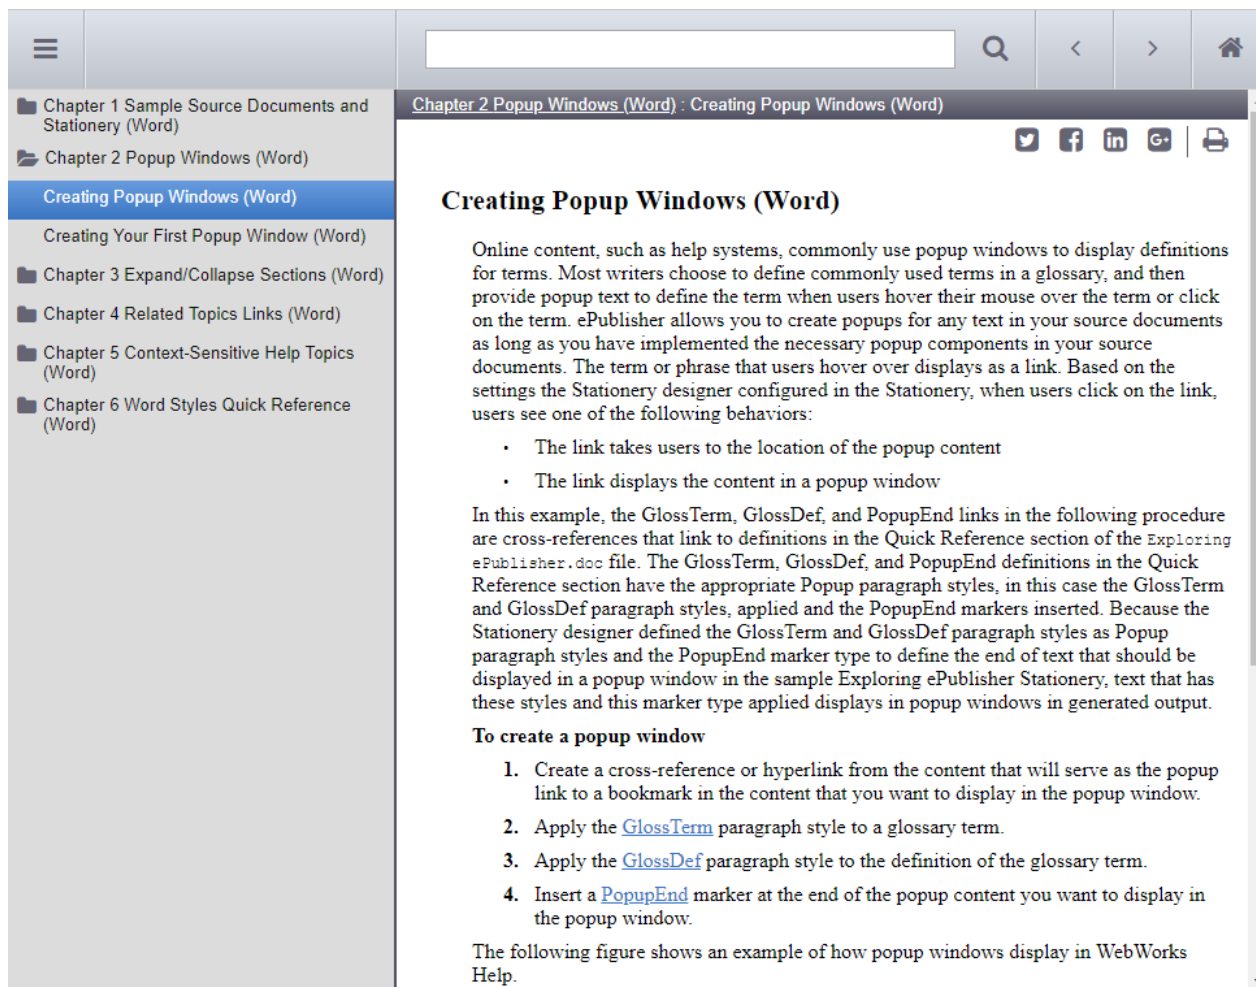 Chapter 1 Sample Source Documents and
Stationery (Word)
Chapter 2 Popup Windows (Word)
Creating Popup Windows (Word)
Creating Your First Popup Window (Word)
Chapter 3 Expand/Collapse Sections (Word)
Chapter 4 Related Topics Links (Word)
Chapter 5 Context-Sensitive Help Topics
(Word)
Chapter 6 Word Styles Quick Reference
(Word)
Chapter 2 Popup Windows (Word) : Creating Popup Windows (Word)
Creating Popup Windows (Word)
Online content, such as help systems, commonly use popup windows to display definitions
for terms. Most writers choose to define commonly used terms in a glossary, and then
provide popup text to define the term when users hover their mouse over the term or click
on the term. ePublisher allows you to create popups for any text in your source documents
as long as you have implemented the necessary popup components in your source
documents. The term or phrase that users hover over displays as a link. Based on the
settings the Stationery designer configured in the Stationery, when users click on the link,
users see one of the following behaviors:
• The link takes users to the location of the popup content
• The link displays the content in a popup window
In this example, the GlossTerm, GlossDef, and PopupEnd links in the following procedure
are cross-references that link to definitions in the Quick Reference section of the Exploring
ePublisher.doc file. The GlossTerm, GlossDef, and PopupEnd definitions in the Quick
Reference section have the appropriate Popup paragraph styles, in this case the GlossTerm
and GlossDef paragraph styles, applied and the PopupEnd markers inserted. Because the
Stationery designer defined the GlossTerm and GlossDef paragraph styles as Popup
paragraph styles and the PopupEnd marker type to define the end of text that should be
displayed in a popup window in the sample Exploring ePublisher Stationery, text that has
these styles and this marker type applied displays in popup windows in generated output.
To create a popup window
1. Create a cross-reference or hyperlink from the content that will serve as the popup
link to a bookmark in the content that you want to display in the popup window.
2. Apply the GlossTerm paragraph style to a glossary term.
3. Apply the GlossDef paragraph style to the definition of the glossary term.
4. Insert a PopupEnd marker at the end of the popup content you want to display in
the popup window.
The following figure shows an example of how popup windows display in WebWorks
Help.